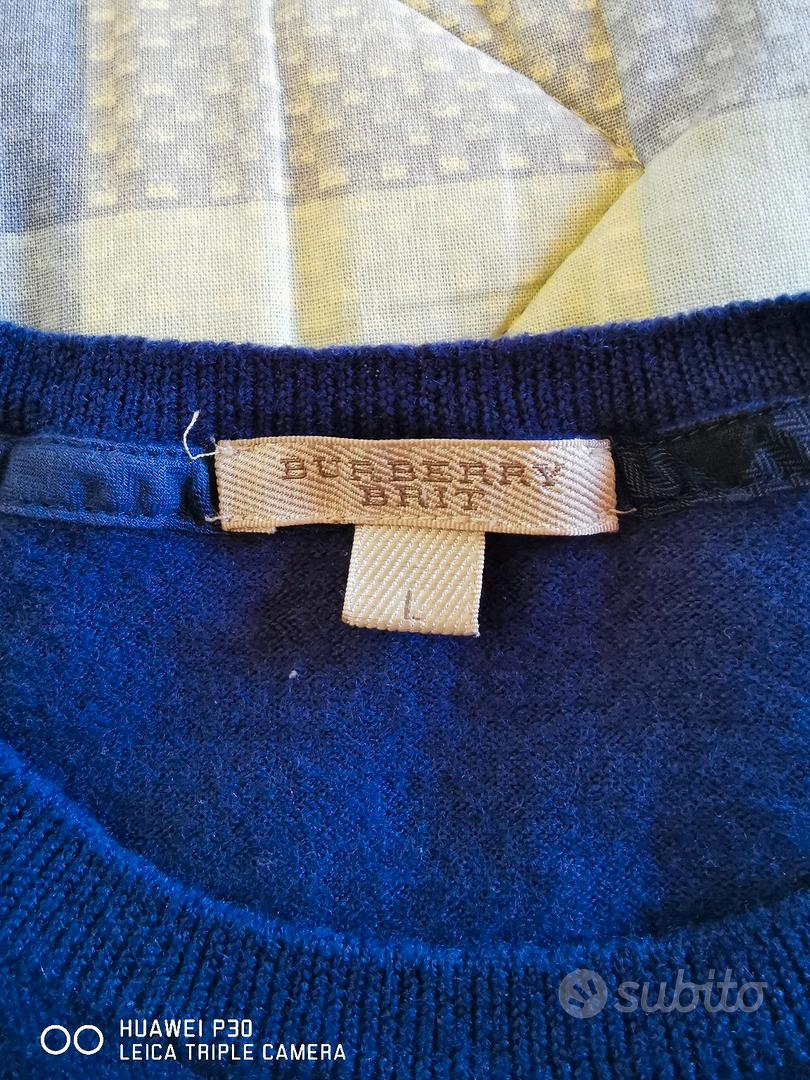 BURBERRY
BRIT
L
subito
HUAWEI P30
LEICA TRIPLE CAMERA